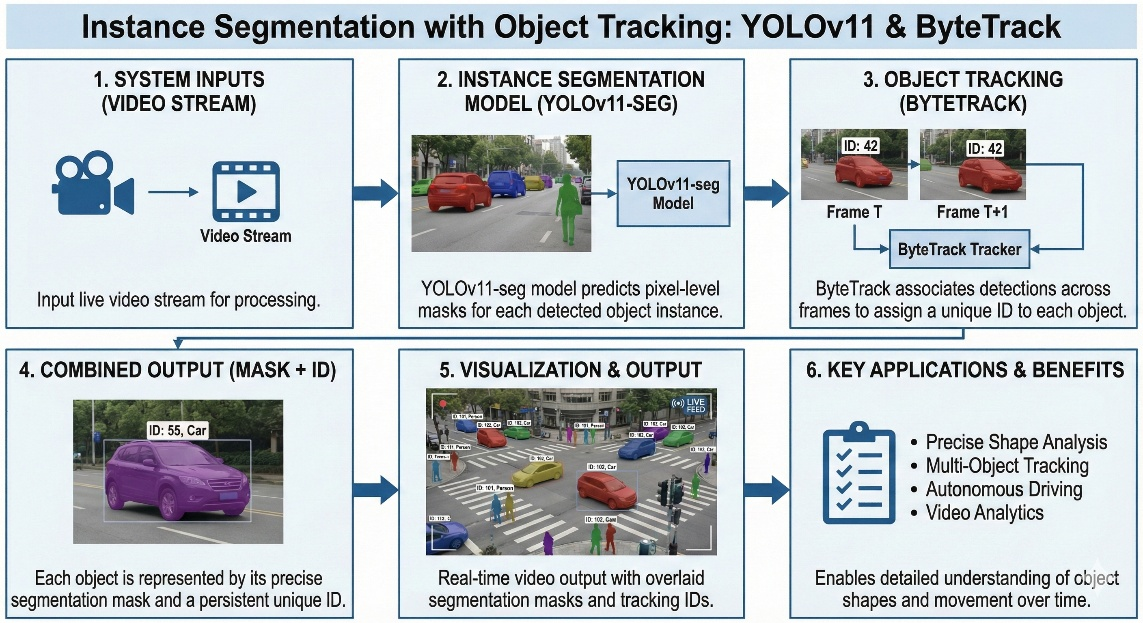 Instance Segmentation with Object Tracking: YOLOv11 & ByteTrack
1. SYSTEM INPUTS
(VIDEO STREAM)
Video Stream
Input live video stream for processing.
2. INSTANCE SEGMENTATION
MODEL (YOLOv11-SEG)
YOLOv11-seg
Model
YOLOv11-seg model predicts pixel-level
masks for each detected object instance.
3. OBJECT TRACKING
(BYTETRACK)
ID: 42
ID: 42
Frame T
Frame T+1
ByteTrack Tracker
ByteTrack associates detections across
frames to assign a unique ID to each object.
4. COMBINED OUTPUT (MASK + ID)
ID: 55, Car
Each object is represented by its precise
segmentation mask and a persistent unique ID.
5. VISUALIZATION & OUTPUT
LIVE
FEED
ID: 101, Person
ID: 102, Car
Real-time video output with overlaid
segmentation masks and tracking IDs.
6. KEY APPLICATIONS & BENEFITS
• Precise Shape Analysis
• Multi-Object Tracking
• Autonomous Driving
• Video Analytics
Enables detailed understanding of object
shapes and movement over time.